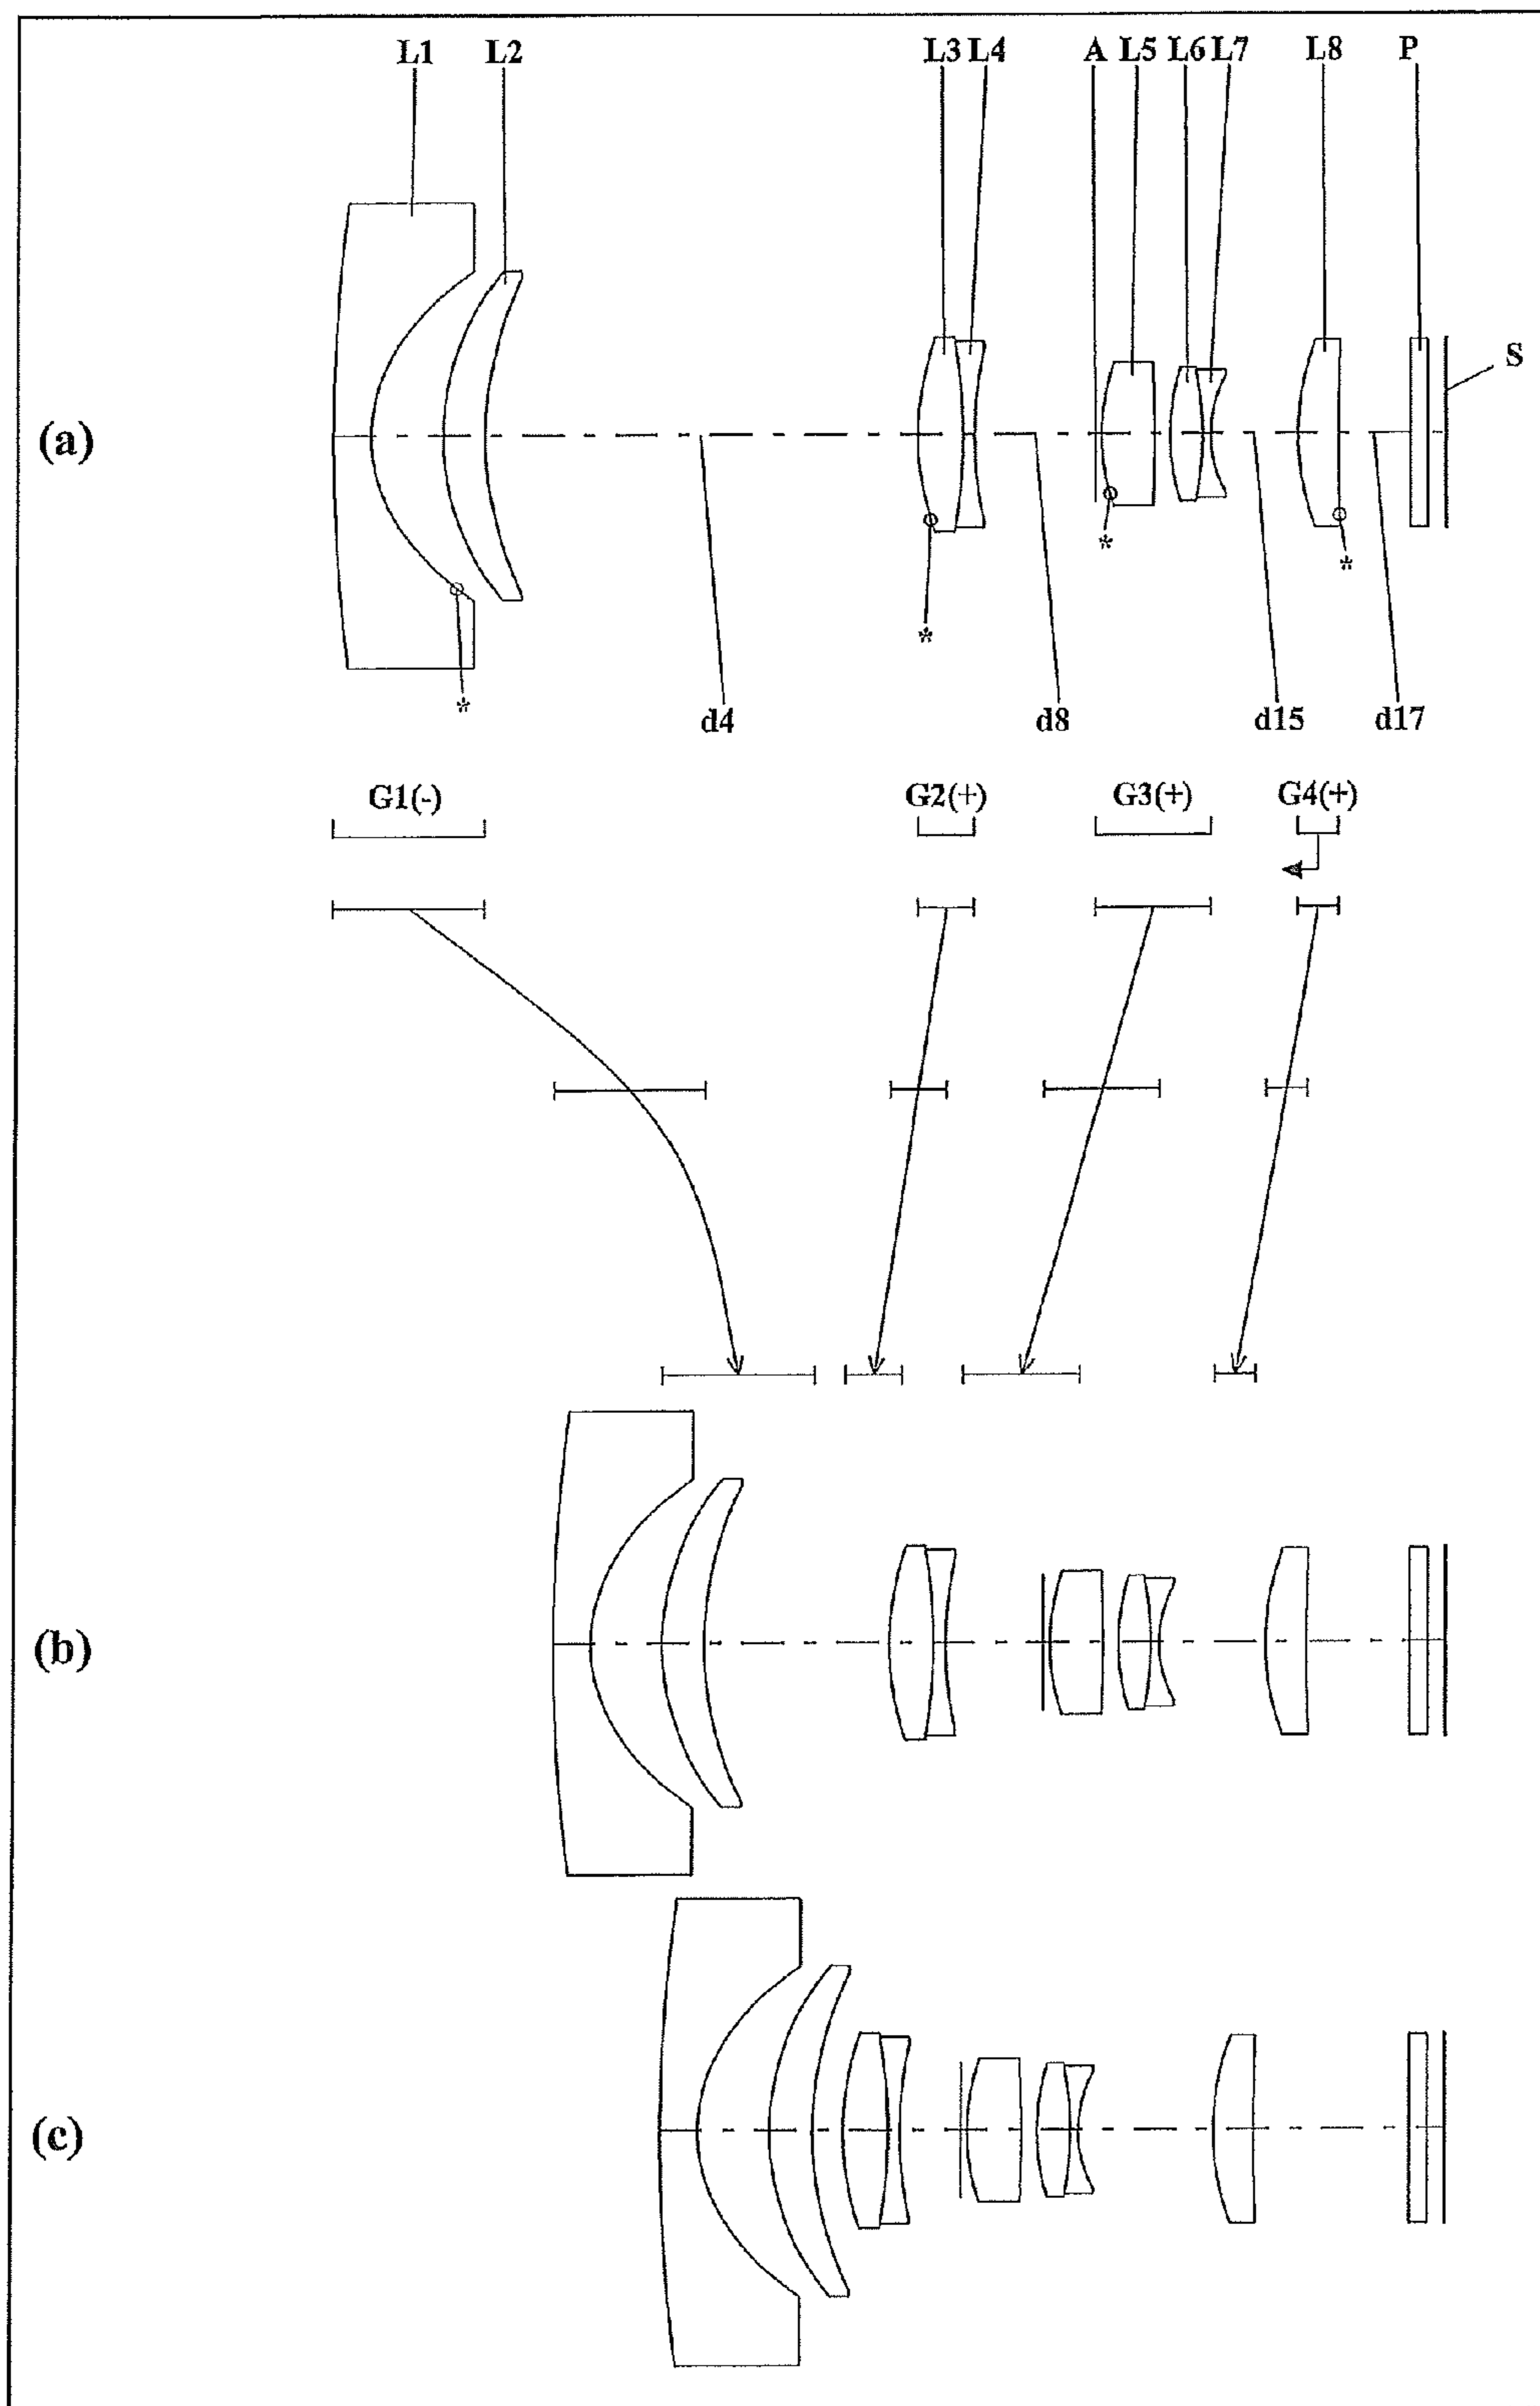 L1 L2 L3 L4 A L5 L6 L7 L8 P
S
(a)
* * * *
d4 d8 d15 d17
G1(-) G2(+) G3(+) G4(+)
(b)
(c)